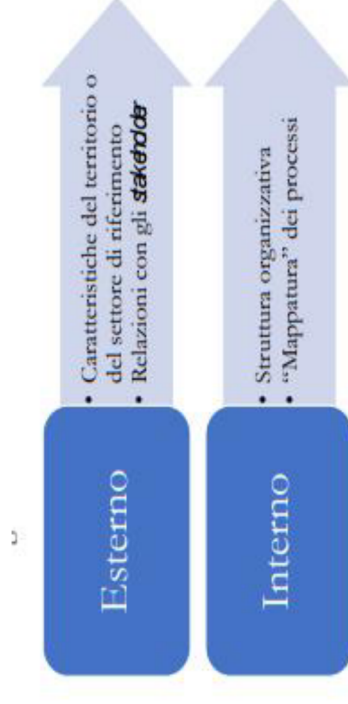 Esterno
• Caratteristiche del territorio o
del settore di riferimento
• Relazioni con gli stakeholder
Interno
• Struttura organizzativa
• “Mappatura” dei processi